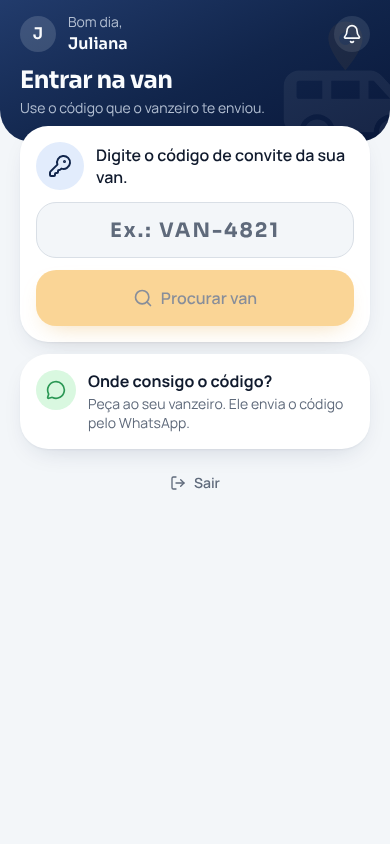 J
Bom dia,
Juliana
Entrar na van
Use o código que o vanzeiro te enviou.
Digite o código de convite da sua
van.
Ex.: VAN-4821
Procurar van
Onde consigo o código?
Peça ao seu vanzeiro. Ele envia o código
pelo WhatsApp.
Sair